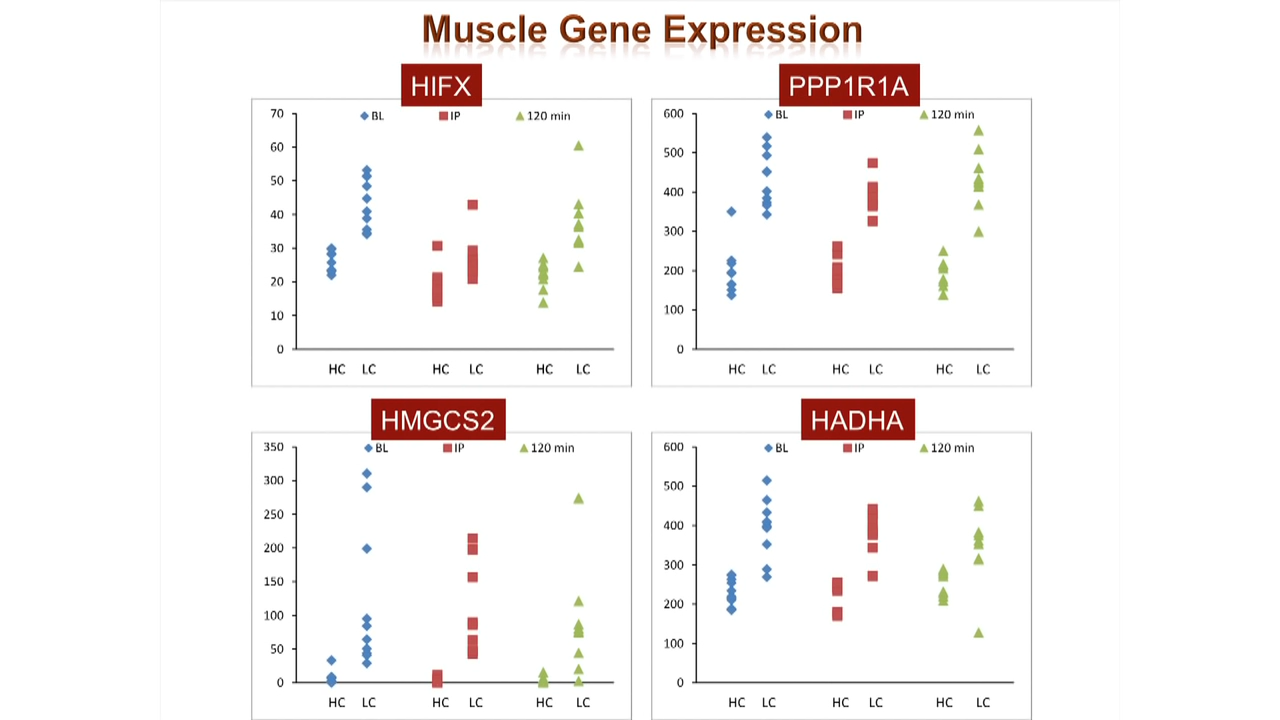 Muscle Gene Expression
HIFX
BL IP 120 min
70
60
50
40
30
20
10
0
HC LC HC LC HC LC
PPP1R1A
BL IP 120 min
600
500
400
300
200
100
0
HC LC HC LC HC LC
HMGCS2
BL IP 120 min
350
300
250
200
150
100
50
0
HC LC HC LC HC LC
HADHA
BL IP 120 min
600
500
400
300
200
100
0
HC LC HC LC HC LC